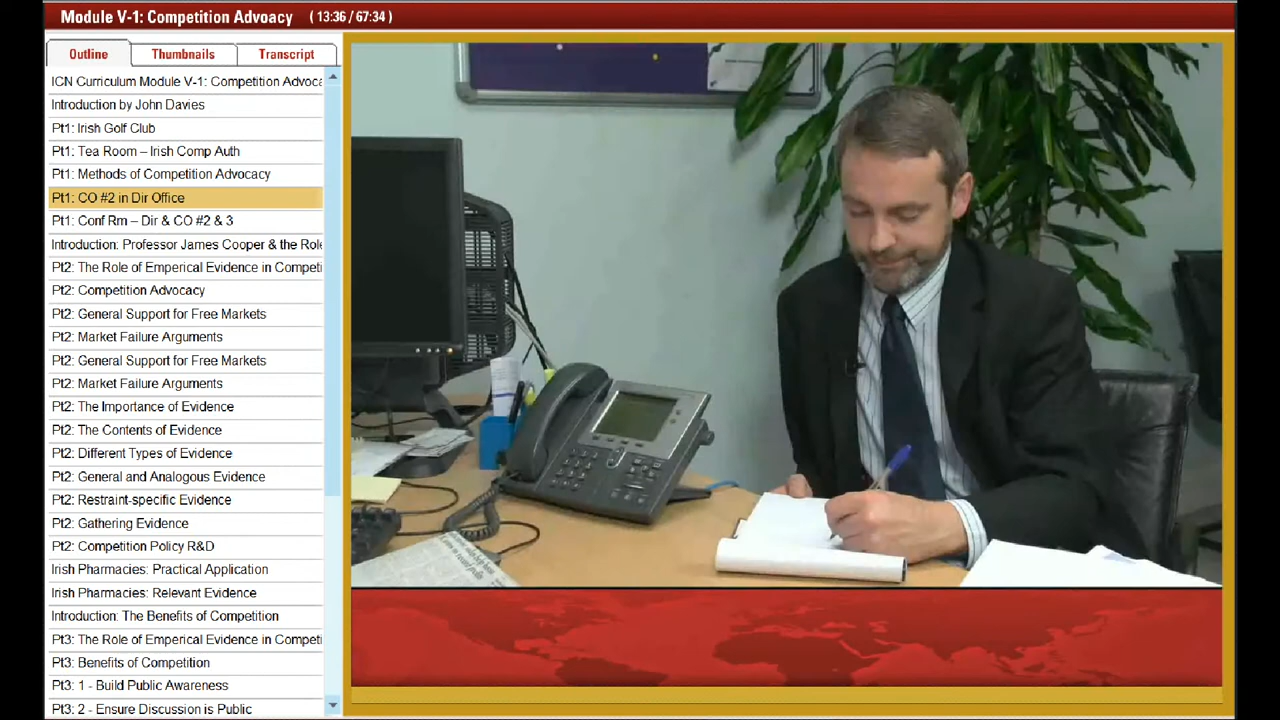 Module V-1: Competition Advoacy (13:36 / 67:34)
Outline
Thumbnails
Transcript
ICN Curriculum Module V-1: Competition Advoca
Introduction by John Davies
Pt1: Irish Golf Club
Pt1: Tea Room – Irish Comp Auth
Pt1: Methods of Competition Advocacy
Pt1: CO #2 in Dir Office
Pt1: Conf Rm – Dir & CO #2 & 3
Introduction: Professor James Cooper & the Role
Pt2: The Role of Emperical Evidence in Competi
Pt2: Competition Advocacy
Pt2: General Support for Free Markets
Pt2: Market Failure Arguments
Pt2: General Support for Free Markets
Pt2: Market Failure Arguments
Pt2: The Importance of Evidence
Pt2: The Contents of Evidence
Pt2: Different Types of Evidence
Pt2: General and Analogous Evidence
Pt2: Restraint-specific Evidence
Pt2: Gathering Evidence
Pt2: Competition Policy R&D
Irish Pharmacies: Practical Application
Irish Pharmacies: Relevant Evidence
Introduction: The Benefits of Competition
Pt3: The Role of Emperical Evidence in Competi
Pt3: Benefits of Competition
Pt3: 1 - Build Public Awareness
Pt3: 2 - Ensure Discussion is Public